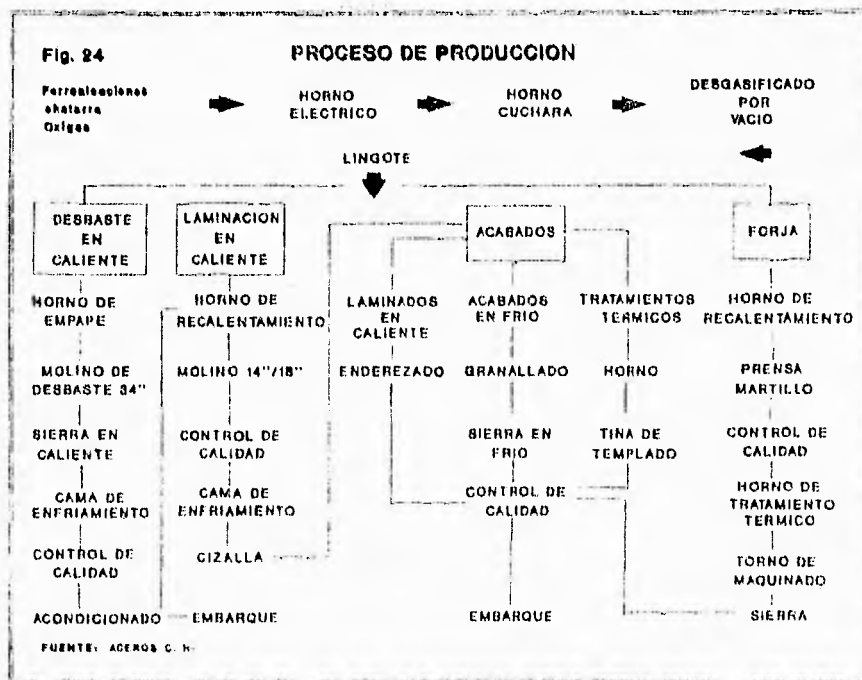 Fig. 24
PROCESO DE PRODUCCION
Ferroaleaciones
chatarra
Oxigeno
HORNO
ELECTRICO
HORNO
CUCHARA
DESGASIFICADO
POR
VACIO
LINGOTE
DESBASTE
EN
CALIENTE
HORNO DE
EMPAPE
MOLINO DE
DESBASTE 34"
SIERRA EN
CALIENTE
CAMA DE
ENFRIAMIENTO
CONTROL DE
CALIDAD
ACONDICIONADO
EMBARQUE
LAMINACION
EN
CALIENTE
HORNO DE
RECALENTAMIENTO
MOLINO 14"/18"
CONTROL DE
CALIDAD
CAMA DE
ENFRIAMIENTO
CIZALLA
ACABADOS
LAMINADOS
EN
CALIENTE
ENDEREZADO
ACABADOS
EN FRIO
GRANALLADO
SIERRA EN
FRIO
CONTROL DE
CALIDAD
EMBARQUE
TRATAMIENTOS
TERMICOS
HORNO
TINA DE
TEMPLADO
FORJA
HORNO DE
RECALENTAMIENTO
PRENSA
MARTILLO
CONTROL DE
CALIDAD
HORNO DE
TRATAMIENTO
TERMICO
TORNO DE
MAQUINADO
SIERRA
FUENTE: ACEROS C. H.